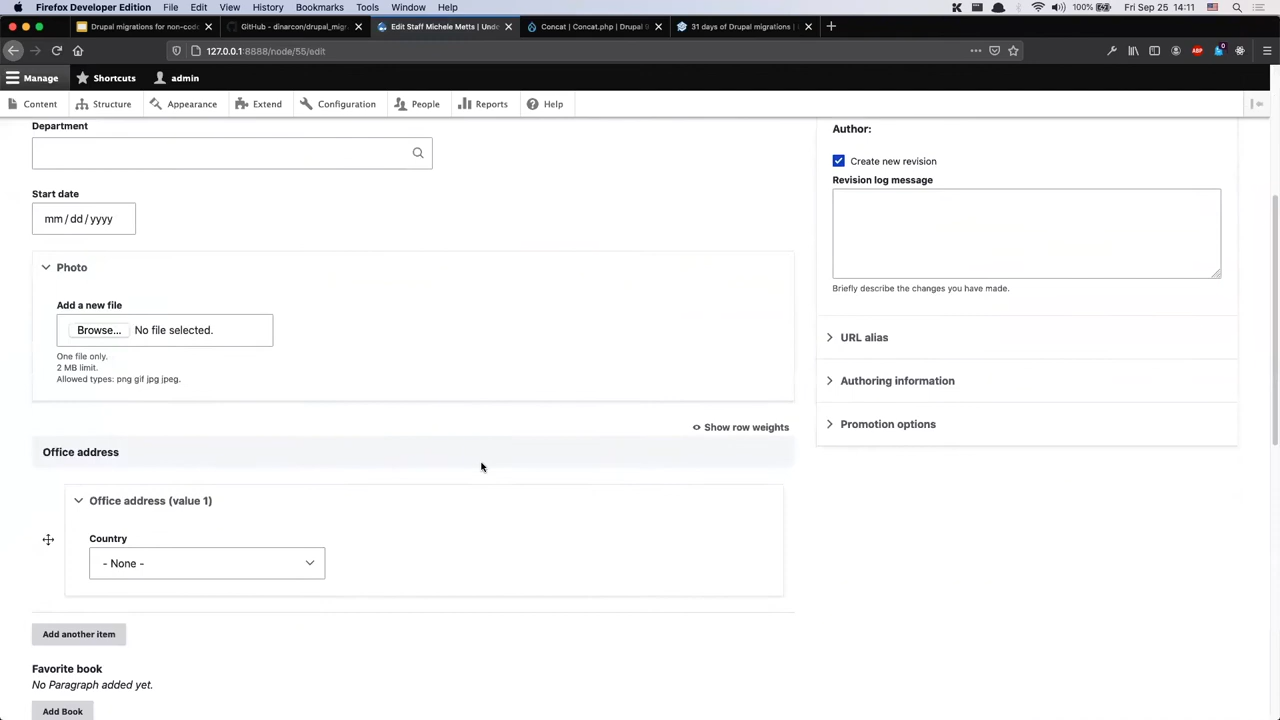 Firefox Developer Edition File Edit View History Bookmarks Tools Window Help 100% Fri Sep 25 14:11
Drupal migrations for non-cod
GitHub - dinarcon/drupal_migr
Edit Staff Michele Metts | Unde
Concat | Concat.php | Drupal 9
31 days of Drupal migrations |
127.0.0.1:8888/node/55/edit
ABP
0
Manage Shortcuts admin
Content Structure Appearance Extend Configuration People Reports Help
Department
Start date
mm / dd / yyyy
Photo
Add a new file
Browse... No file selected.
One file only.
2 MB limit.
Allowed types: png gif jpg jpeg.
Show row weights
Office address
Office address (value 1)
Country
- None -
Add another item
Favorite book
No Paragraph added yet.
Add Book
Author:
Create new revision
Revision log message
Briefly describe the changes you have made.
URL alias
Authoring information
Promotion options